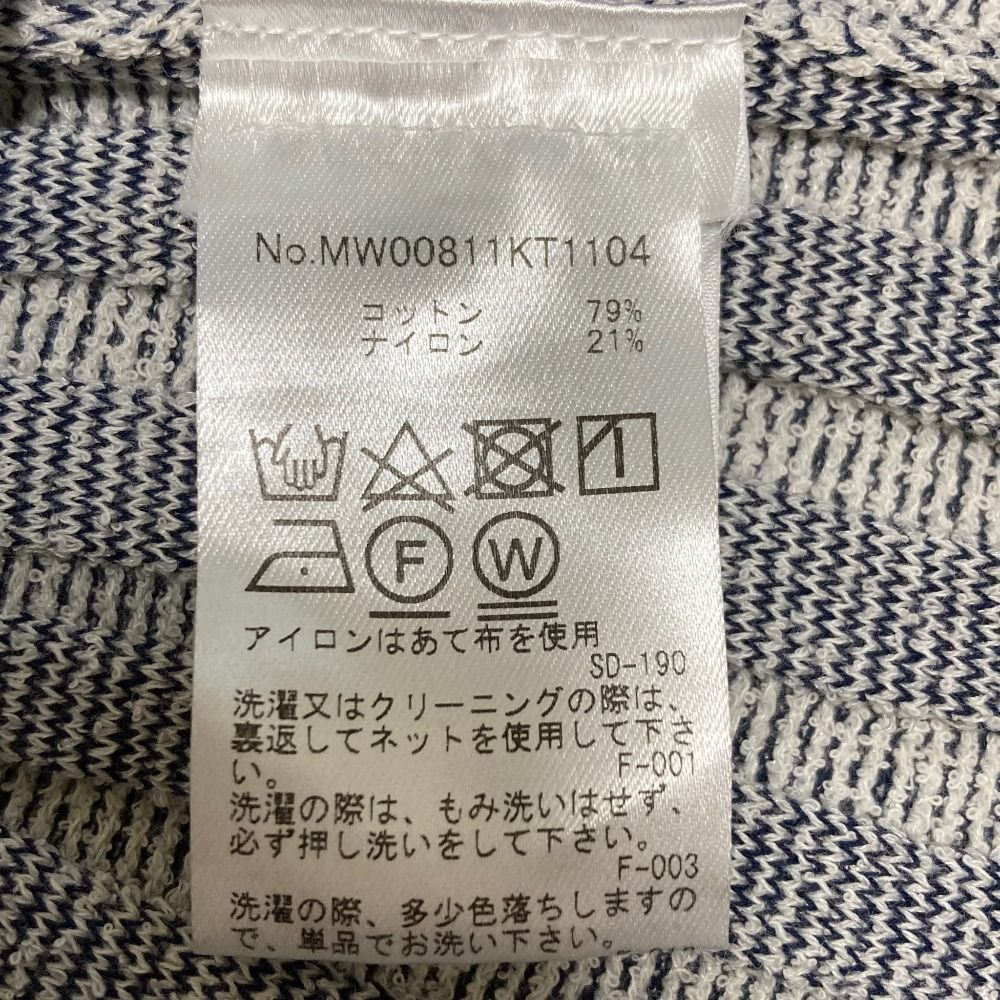 No.MW00811KT1104
コットン 79%
ナイロン 21%
F W
アイロンはあて布を使用
SD-190
洗濯又はクリーニングの際は、
裏返してネットを使用して下さ
い。
F-001
洗濯の際は、もみ洗いはせず、
必ず押し洗いをして下さい。
F-003
洗濯の際、多少色落ちしますの
で、単品でお洗い下さい。